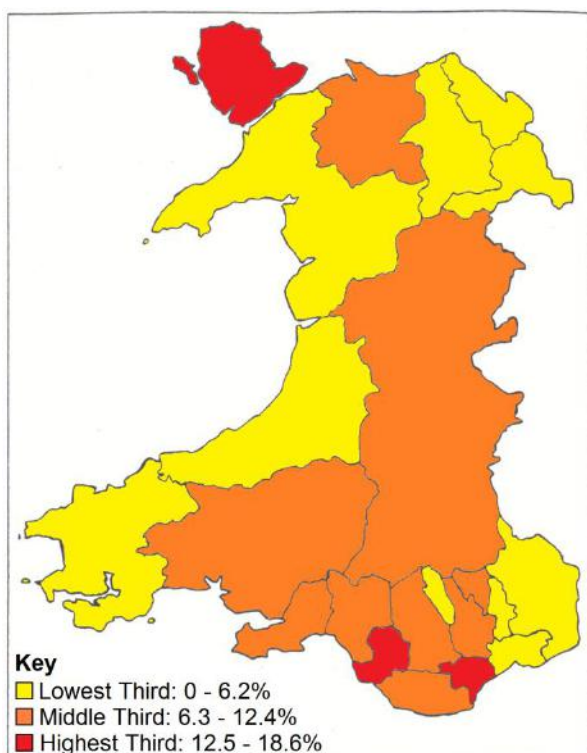 Key
Lowest Third: 0 - 6.2%
Middle Third: 6.3 - 12.4%
Highest Third: 12.5 - 18.6%